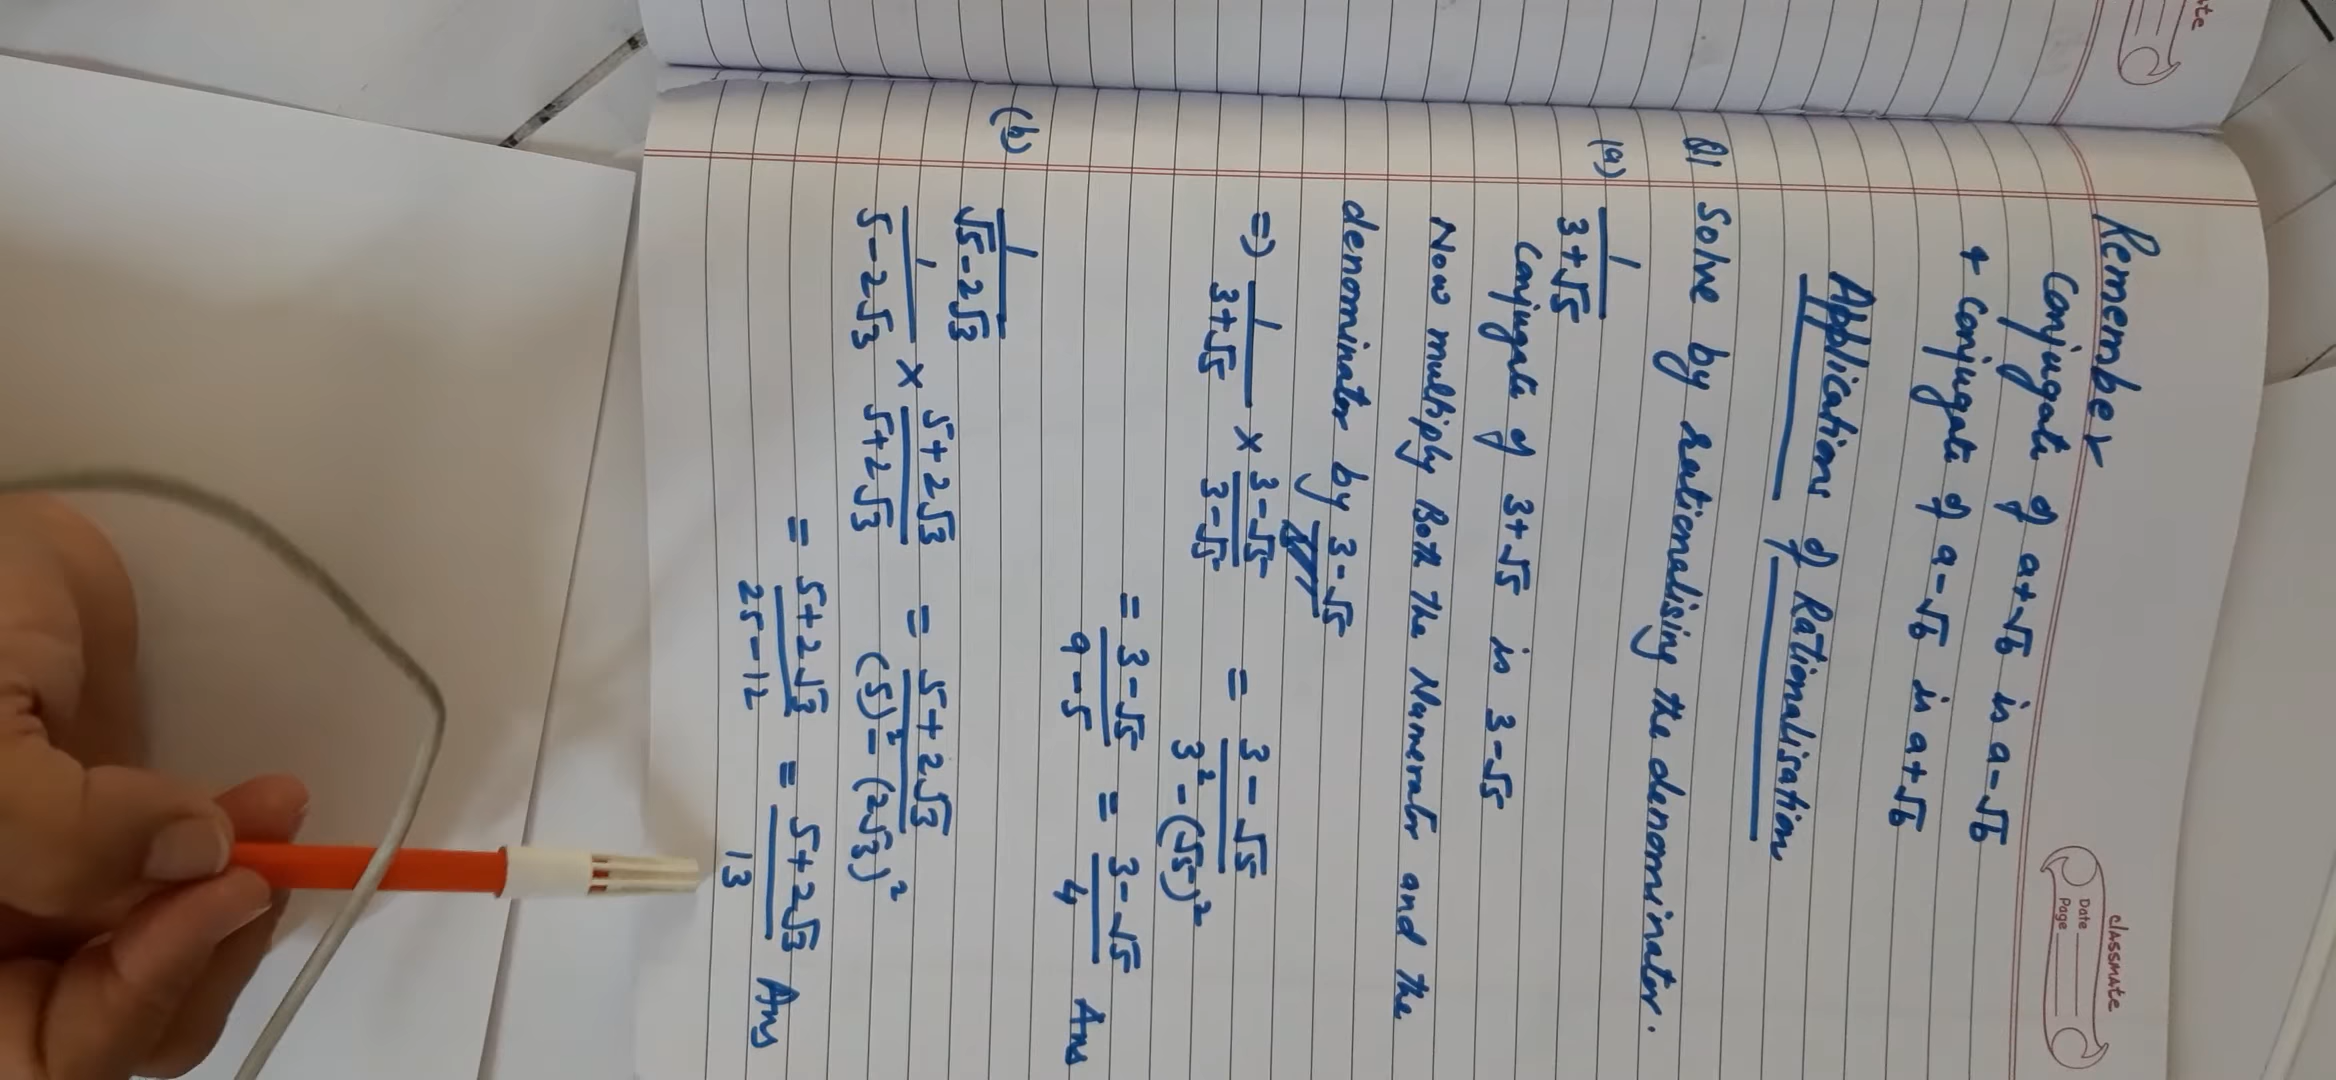 classmate
Date
Page
Remember
Conjugate of a+√b is a-√b
& Conjugate of a-√b is a+√b
Applications of Rationalisation
Q1 Solve by rationalising the denominator.
(a) 1/(3+√5)
Conjugate of 3+√5 is 3-√5
Now multiply Both the Numerator and the
denominator by 3-√5
=) 1/(3+√5) × (3-√5)/(3-√5) = (3-√5)/(3²-(√5)²)
= (3-√5)/(9-5) = (3-√5)/4 Ans
(b) 1/(√5-2√3)
1/(5-2√3) × (5+2√3)/(5+2√3) = (5+2√3)/((5)²-(2√3)²)
= (5+2√3)/(25-12) = (5+2√3)/13 Ans